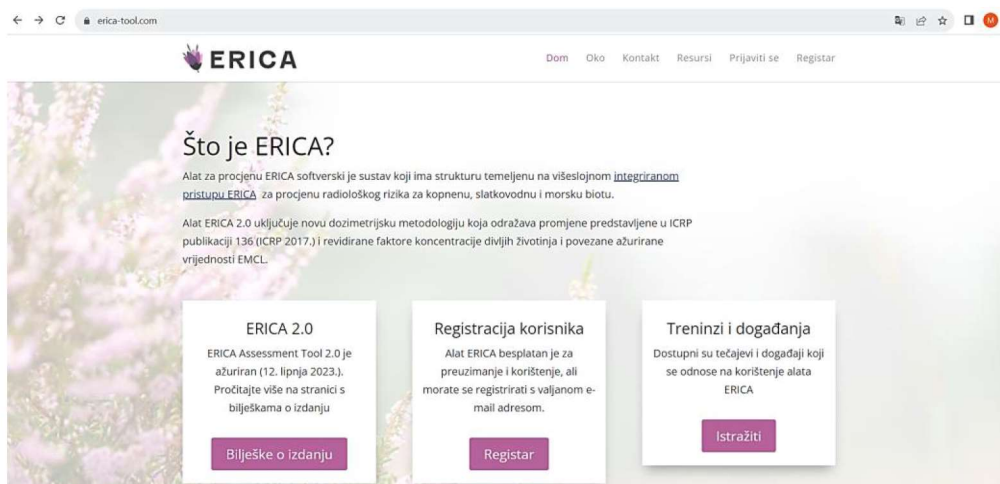 erica-tool.com
M
ERICA
Dom Oko Kontakt Resursi Prijaviti se Registar
Što je ERICA?
Alat za procjenu ERICA softverski je sustav koji ima strukturu temeljenu na višeslojnom integriranom
pristupu ERICA za procjenu radiološkog rizika za kopnenu, slatkovodnu i morsku biotu.
Alat ERICA 2.0 uključuje novu dozimetrijsku metodologiju koja odražava promjene predstavljene u ICRP
publikaciji 136 (ICRP 2017.) i revidirane faktore koncentracije divljih životinja i povezane ažurirane
vrijednosti EMCL.
ERICA 2.0
ERICA Assessment Tool 2.0 je
ažuriran (12. lipnja 2023.).
Pročitajte više na stranici s
bilješkama o izdanju
Bilješke o izdanju
Registracija korisnika
Alat ERICA besplatan je za
preuzimanje i korištenje, ali
morate se registrirati s valjanom e-
mail adresom.
Registar
Treninzi i događanja
Dostupni su tečajevi i događaji koji
se odnose na korištenje alata
ERICA
Istražiti